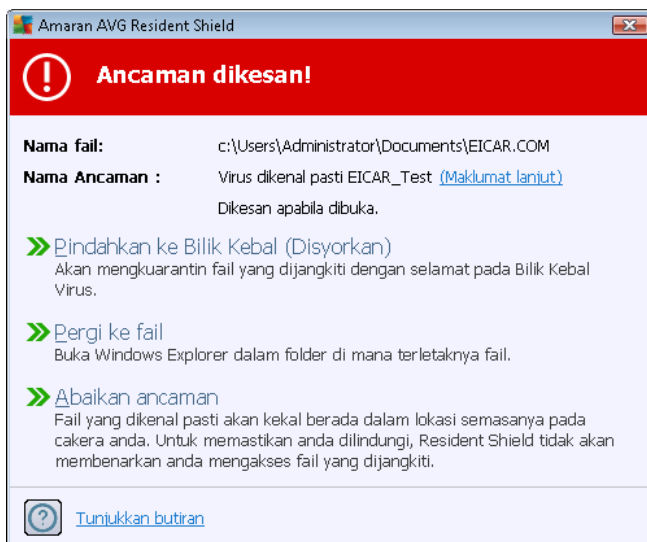 Amaran AVG Resident Shield
Ancaman dikesan!
Nama fail: c:\Users\Administrator\Documents\EICAR.COM
Nama Ancaman : Virus dikenal pasti EICAR_Test (Maklumat lanjut)
Dikesan apabila dibuka.
Pindahkan ke Bilik Kebal (Disyorkan)
Akan mengkuarantin fail yang dijangkiti dengan selamat pada Bilik Kebal
Virus.
Pergi ke fail
Buka Windows Explorer dalam folder di mana terletaknya fail.
Abaikan ancaman
Fail yang dikenal pasti akan kekal berada dalam lokasi semasanya pada
cakera anda. Untuk memastikan anda dilindungi, Resident Shield tidak akan
membenarkan anda mengakses fail yang dijangkiti.
Tunjukkan butiran